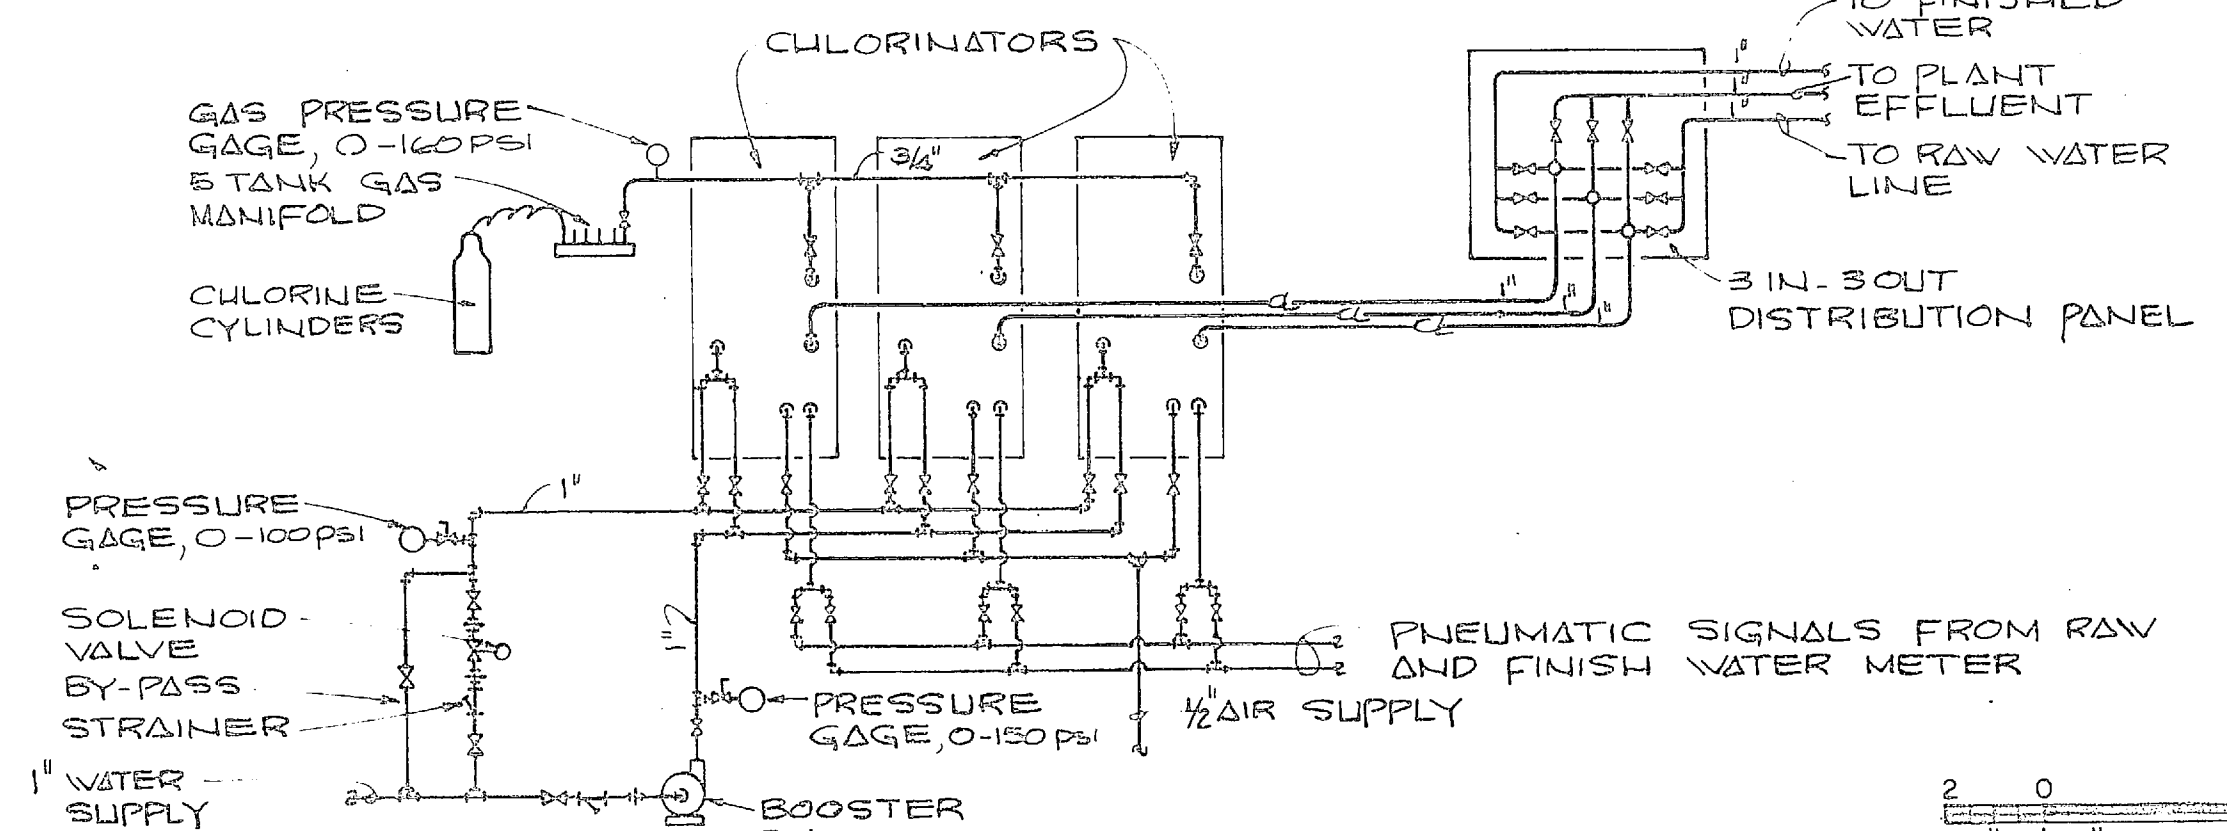 TO FINISHED
WATER
CHLORINATORS
1"
TO PLANT
EFFLUENT
GAS PRESSURE
GAGE, 0-160 PSI
3/4"
TO RAW WATER
LINE
5 TANK GAS
MANIFOLD
3 IN - 3 OUT
DISTRIBUTION PANEL
CHLORINE
CYLINDERS
1"
1"
1"
1"
PRESSURE
GAGE, 0-100 PSI
SOLENOID
VALVE
1"
PNEUMATIC SIGNALS FROM RAW
AND FINISH WATER METER
BY-PASS
STRAINER
PRESSURE
GAGE, 0-150 PSI
1/2" AIR SUPPLY
1" WATER
SUPPLY
BOOSTER
2 0